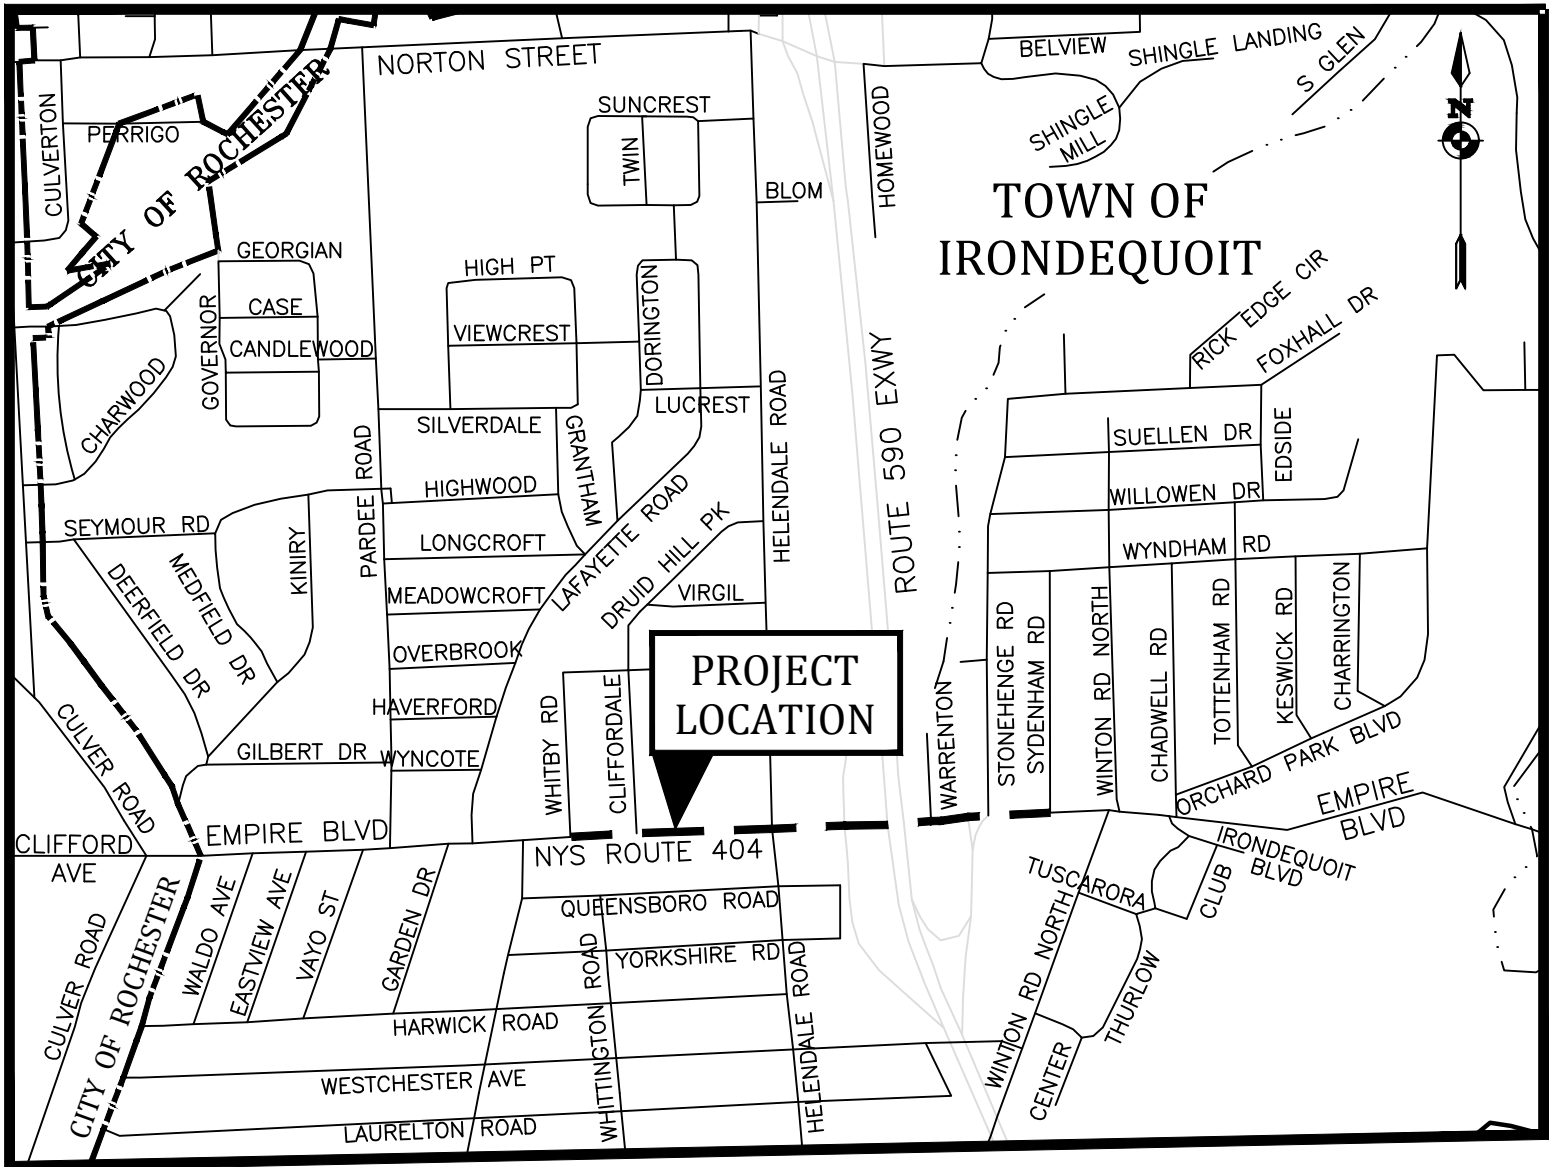 NORTON STREET
BELVIEW
SHINGLE LANDING
S GLEN
CULVERTON
PERRIGO
CITY OF ROCHESTER
SUNCREST
TWIN
BLOM
HOMEWOOD
SHINGLE
MILL
N
TOWN OF
IRONDEQUOIT
GEORGIAN
CASE
CANDLEWOOD
GOVERNOR
CHARWOOD
HIGH PT
VIEWCREST
DORINGTON
LUCREST
SILVERDALE
GRANTHAM
PARDEE ROAD
HELENDALE ROAD
ROUTE 590 EXWY
RICK EDGE CIR
FOXHALL DR
SUELLEN DR
EDSIDE
WILLOWEN DR
WYNDHAM RD
HIGHWOOD
LONGCROFT
LAFAYETTE ROAD
DRUID HILL PK
VIRGIL
SEYMOUR RD
KINIRY
MEDFIELD DR
DEERFIELD DR
MEADOWCROFT
OVERBROOK
HAVERFORD
WYNCOTE
GILBERT DR
WHITBY RD
CLIFFORDALE
PROJECT
LOCATION
WARRENTON
STONEHENGE RD
SYDENHAM RD
WINTON RD NORTH
CHADWELL RD
TOTTENHAM RD
KESWICK RD
CHARRINGTON
ORCHARD PARK BLVD
EMPIRE
BLVD
IRONDEQUOIT
BLVD
CULVER ROAD
CLIFFORD
AVE
EMPIRE BLVD
NYS ROUTE 404
CULVER ROAD
CITY OF ROCHESTER
WALDO AVE
EASTVIEW AVE
VAYO ST
GARDEN DR
QUEENSBORO ROAD
YORKSHIRE RD
WHITTINGTON ROAD
HELENDALE ROAD
HARWICK ROAD
WESTCHESTER AVE
LAURELTON ROAD
TUSCARORA
CLUB
WINTON RD NORTH
THURLOW
CENTER